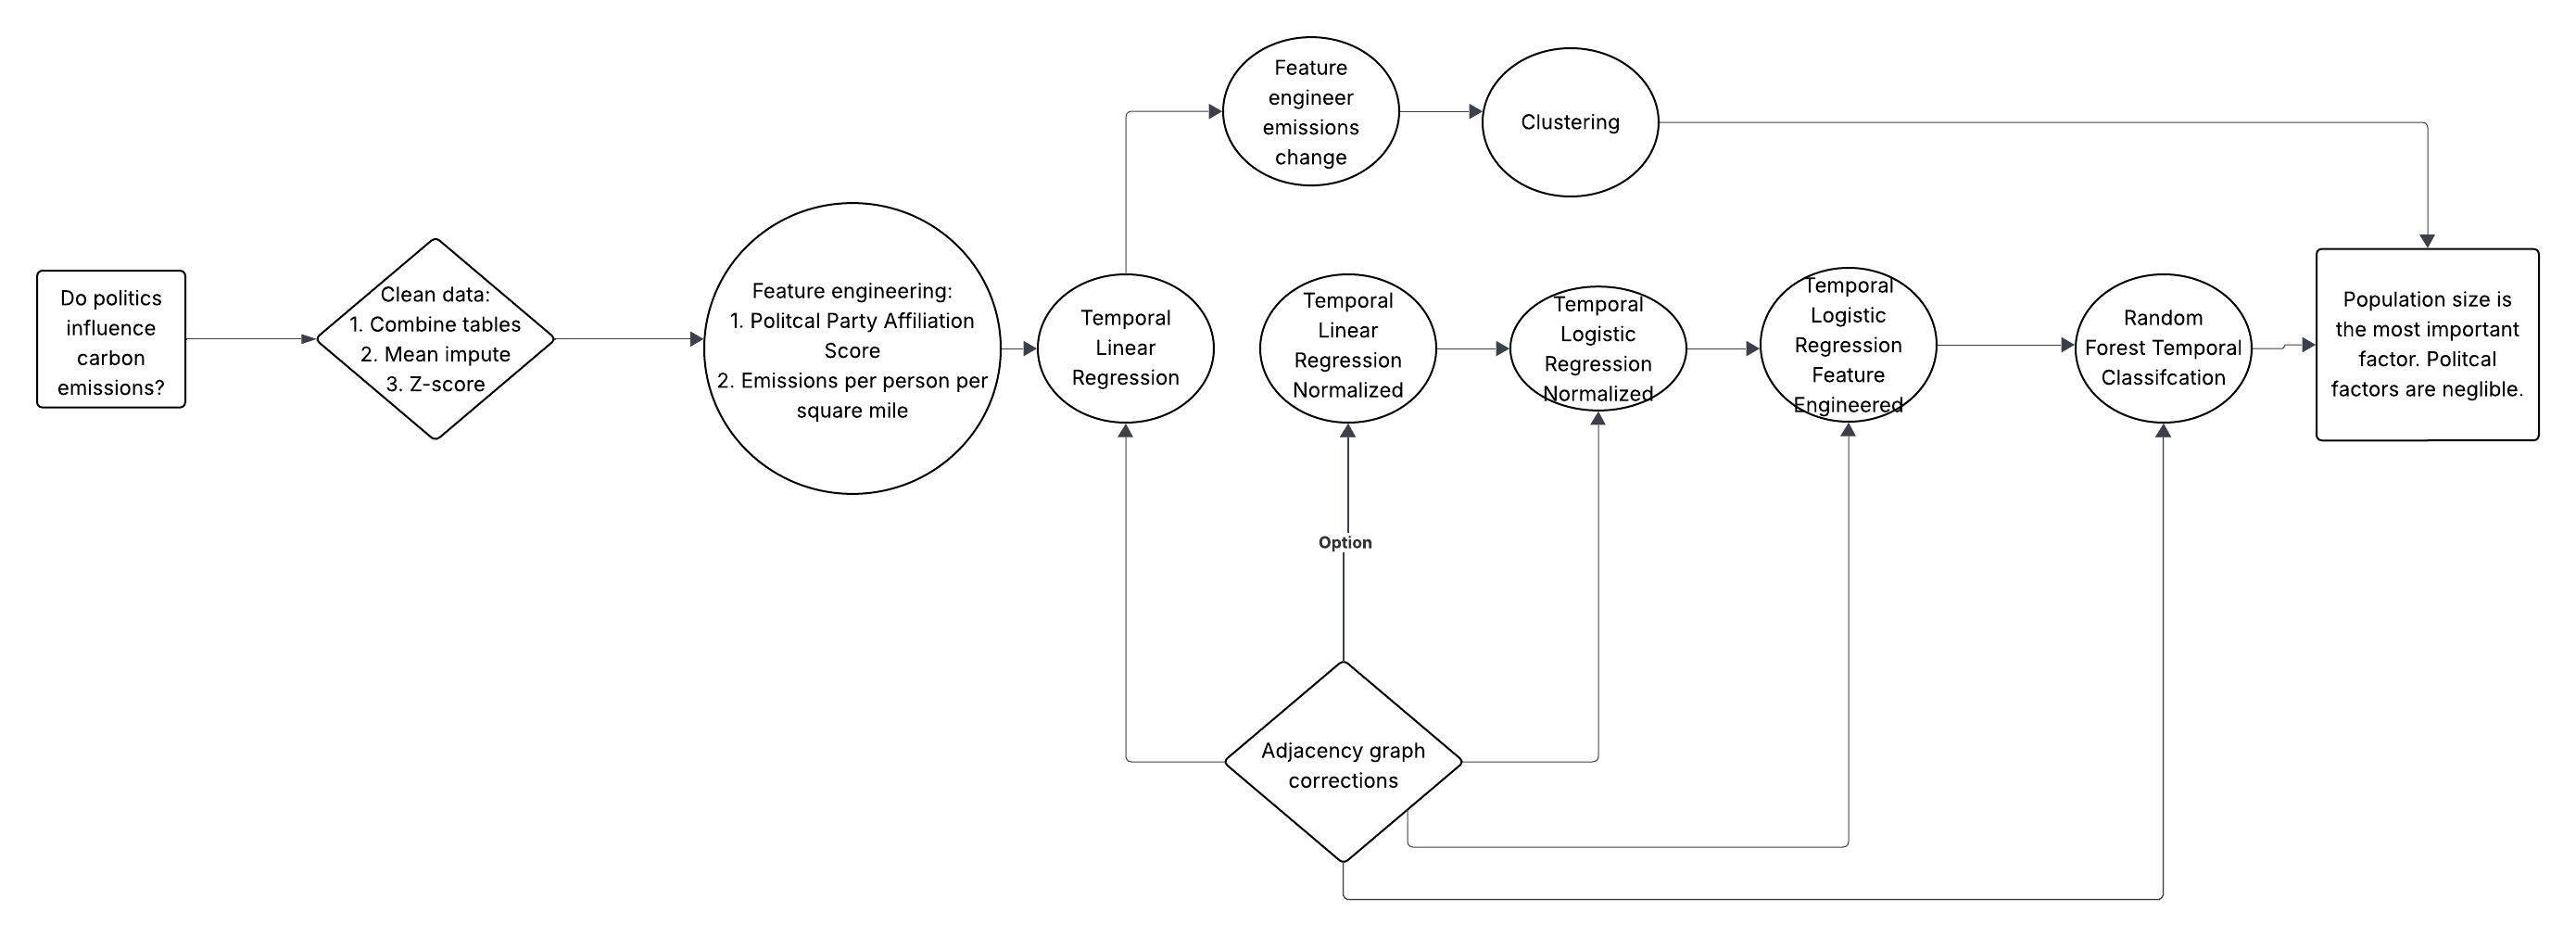 Do politics
influence
carbon
emissions?
Clean data:
1. Combine tables
2. Mean impute
3. Z-score
Feature engineering:
1. Politcal Party Affiliation
Score
2. Emissions per person per
square mile
Temporal
Linear
Regression
Feature
engineer
emissions
change
Clustering
Temporal
Linear
Regression
Normalized
Temporal
Logistic
Regression
Normalized
Temporal
Logistic
Regression
Feature
Engineered
Random
Forest Temporal
Classifcation
Population size is
the most important
factor. Politcal
factors are neglible.
Option
Adjacency graph
corrections